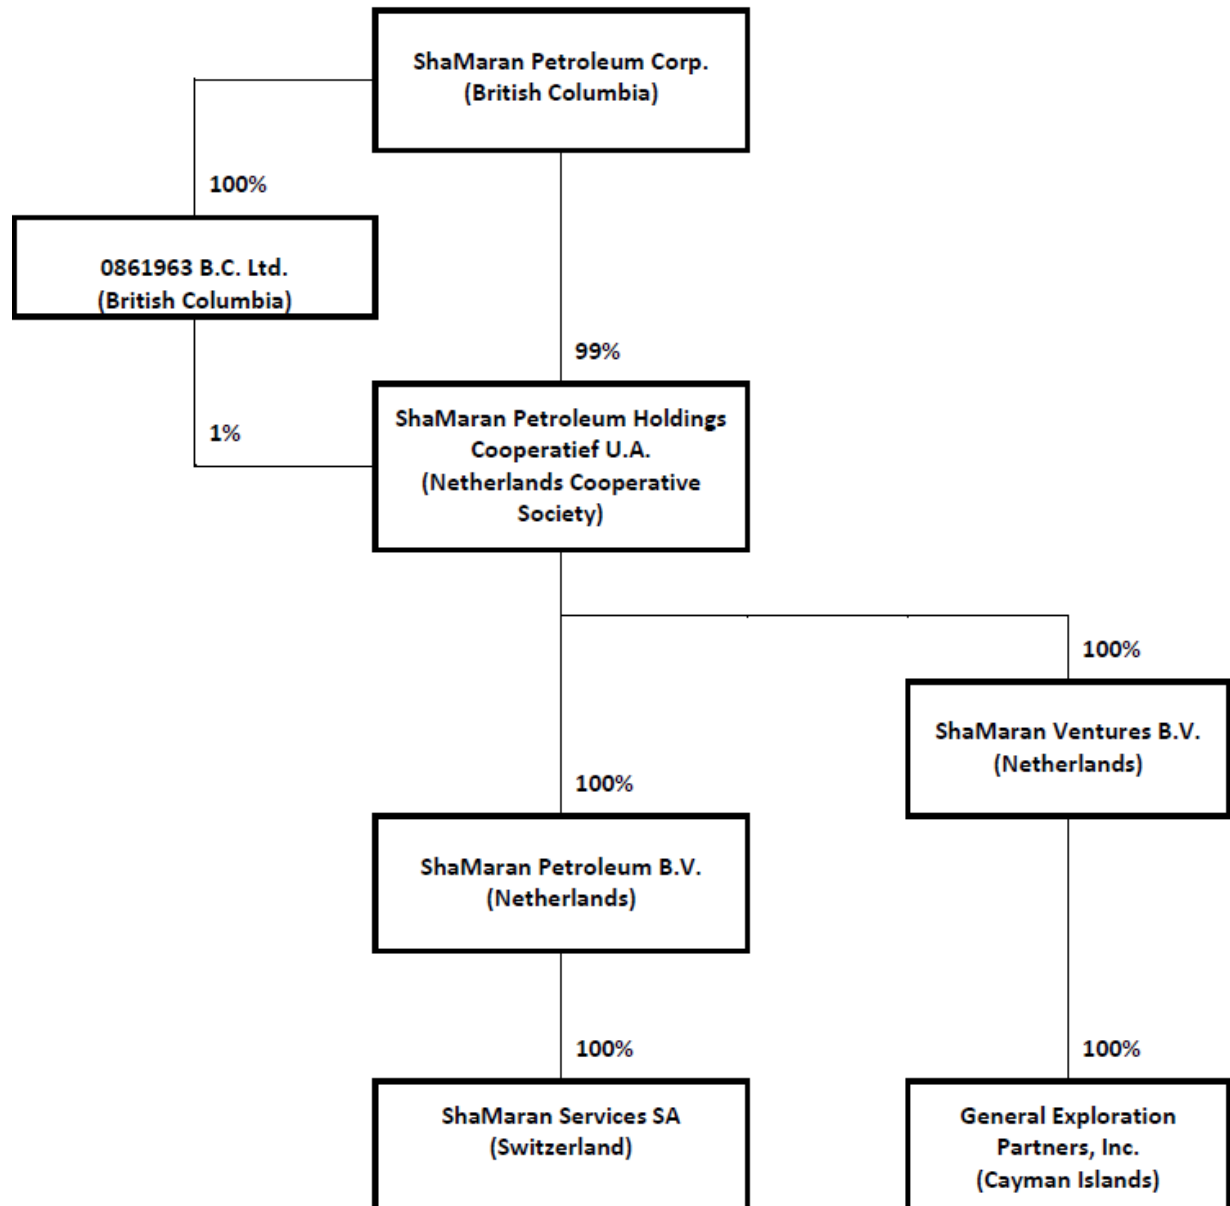 ShaMaran Petroleum Corp.
(British Columbia)
100%
0861963 B.C. Ltd.
(British Columbia)
99%
1%
ShaMaran Petroleum Holdings
Cooperatief U.A.
(Netherlands Cooperative
Society)
100%
ShaMaran Ventures B.V.
(Netherlands)
100%
ShaMaran Petroleum B.V.
(Netherlands)
100%
100%
ShaMaran Services SA
(Switzerland)
General Exploration
Partners, Inc.
(Cayman Islands)